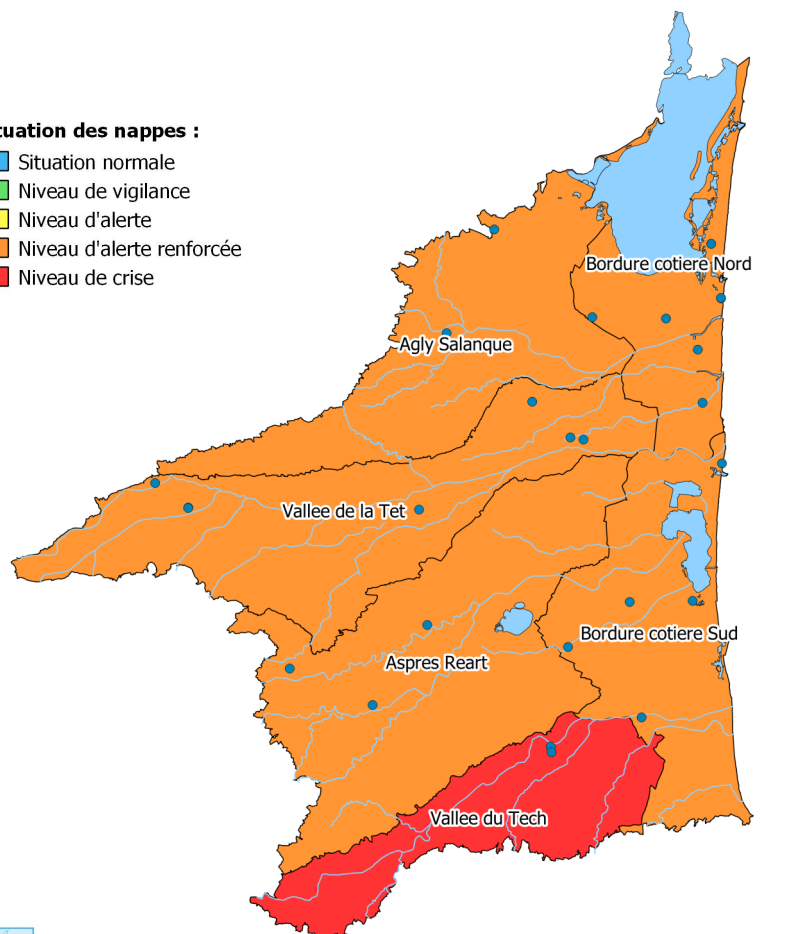 tuation des nappes :
Situation normale
Niveau de vigilance
Niveau d'alerte
Niveau d'alerte renforcée
Niveau de crise
Bordure cotiere Nord
Agly Salanque
Vallee de la Tet
Bordure cotiere Sud
Aspres Reart
Vallee du Tech